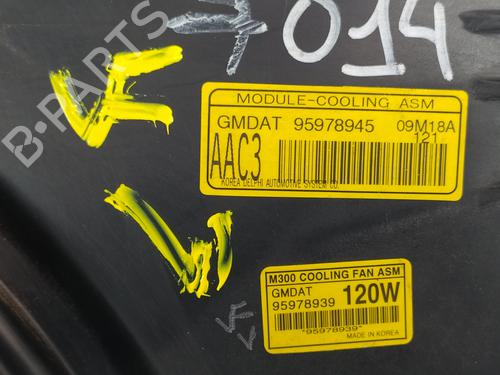 7014
B-PARTS
MODULE-COOLING ASM
GMDAT 95978945 09M18A
121
AAC3
KOREA DELPHI AUTOMOTIVE SYSTEM CO.
M300 COOLING FAN ASM
GMDAT
95978939 120W
*95978939*
MADE IN KOREA